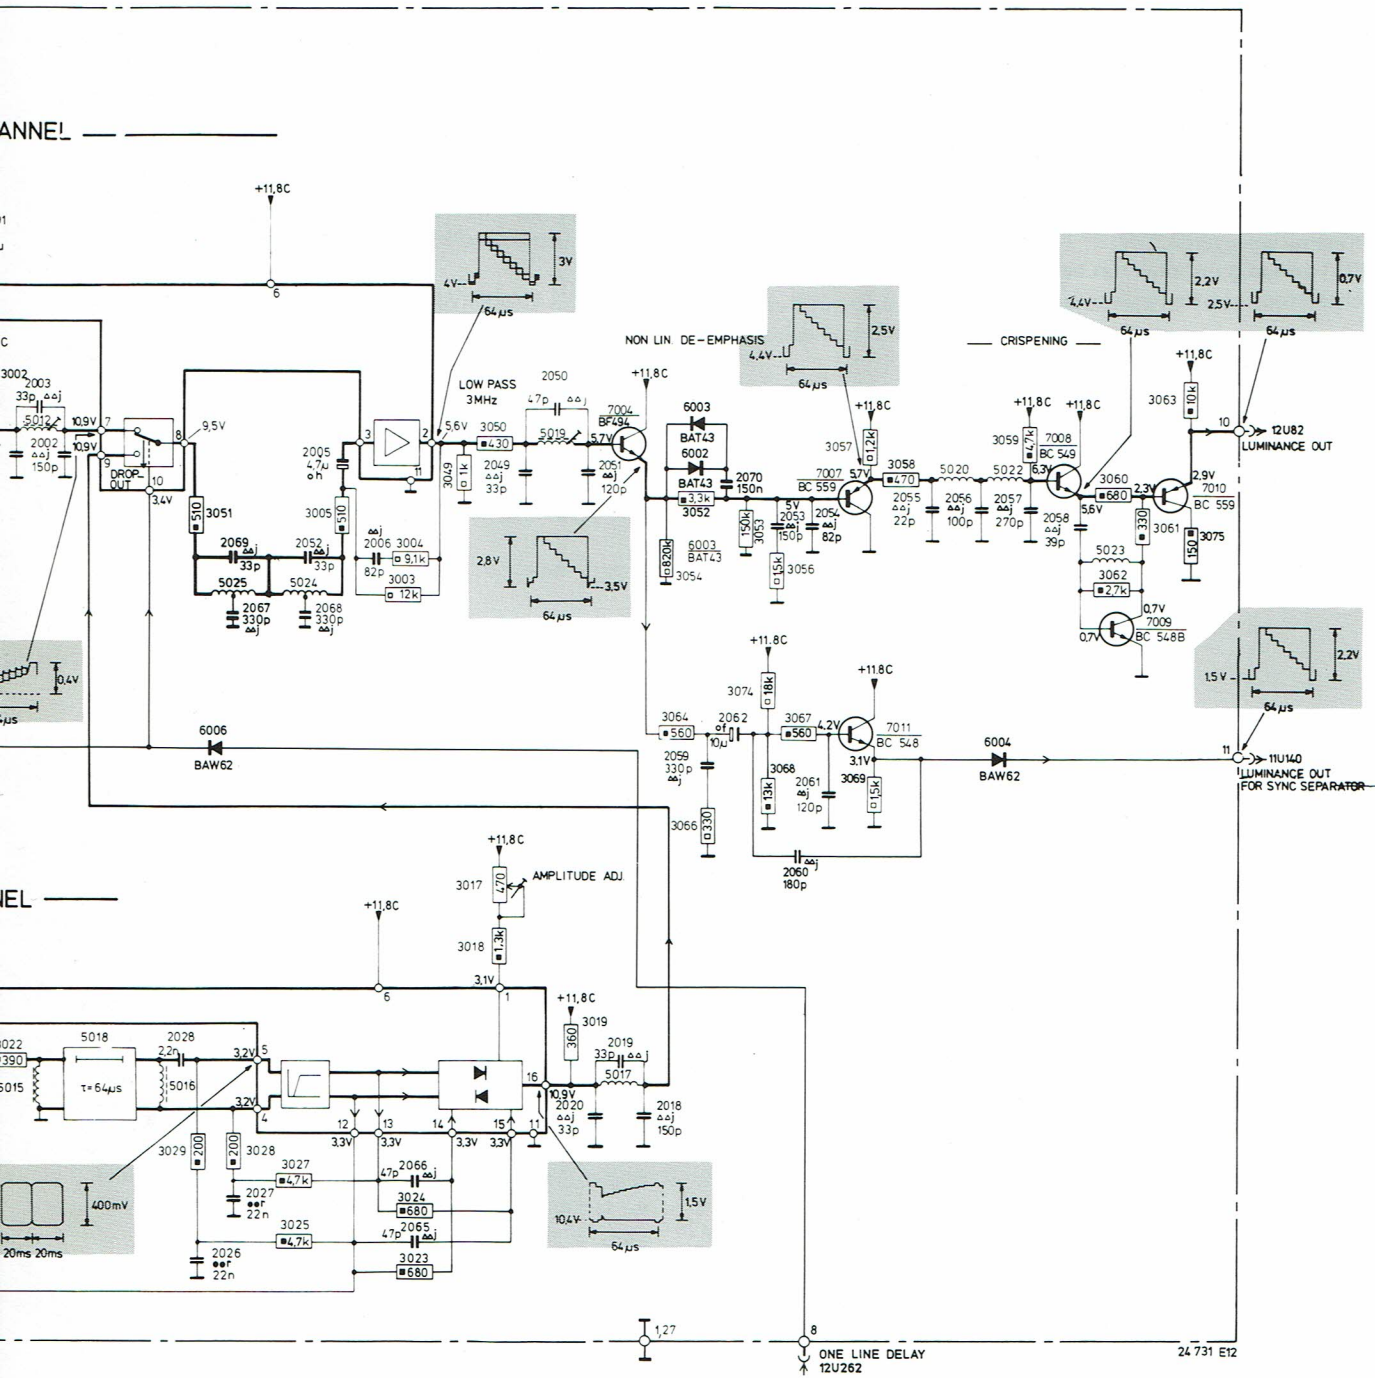 ANNEL
+11,8C
6
4V
3V
64µs
NON LIN. DE-EMPHASIS
4,4V
2,5V
64µs
CRISPENING
4,4V
2,2V
64µs
2,5V
0,7V
64µs
C
3002
2003
33p
5012
2002
150p
10,9V
7
10,9V
9
8
9,5V
DROP-OUT
10
3,4V
2005
4,7µ
3
2
11
5,6V
LOW PASS
3MHz
3050
430
3049
1k
2050
47p
5019
2049
33p
5,7V
2051
120p
7004
BF494
+11,8C
6003
BAT43
6002
BAT43
2070
150n
3,3k
3052
820k
3054
6003
BAT43
150k
3053
5V
2053
150p
2054
82p
1,5k
3056
+11,8C
3057
1,2k
7007
BC 559
5,7V
3058
470
5020
5022
2055
22p
2056
100p
2057
270p
+11,8C
+11,8C
3059
4,7k
7008
BC 549
6,3V
5,6V
2058
39p
3060
680
2,3V
330
3061
5023
3062
2,7k
0,7V
0,7V
7009
BC 548B
+11,8C
3063
10k
2,9V
7010
BC 559
150
3075
10
12U82
LUMINANCE OUT
510
3051
2069
33p
2052
33p
5025
5024
2067
330p
2068
330p
3005
510
2006
82p
3004
9,1k
3003
12k
2,8V
3,5V
64µs
0,4V
µs
1,5V
2,2V
64µs
6006
BAW62
3064
560
2062
10µ
2059
330p
3066
330
+11.8C
3074
18k
3068
13k
3067
560
4,2V
2061
120p
+11.8C
7011
BC 548
3,1V
3069
1,5k
2060
180p
6004
BAW62
11
11U140
LUMINANCE OUT
FOR SYNC SEPARATOR
NEL
+11,8C
3017
470
AMPLITUDE ADJ.
3018
1,3k
+11,8C
6
3,1V
1
+11,8C
3019
360
3022
390
5015
5018
τ=64µs
2028
2,2n
5016
3,2V
5
3,2V
4
16
10,9V
2019
33p
5017
2020
33p
2018
150p
12
13
14
15
11
3,3V
3,3V
3,3V
3,3V
3029
200
200
3028
3027
4,7k
2027
22n
3025
4,7k
2026
22n
47p
2066
3024
680
47p
2065
3023
680
400mV
20ms 20ms
10,4V
1,5V
64µs
1,27
8
ONE LINE DELAY
12U262
24 731 E12